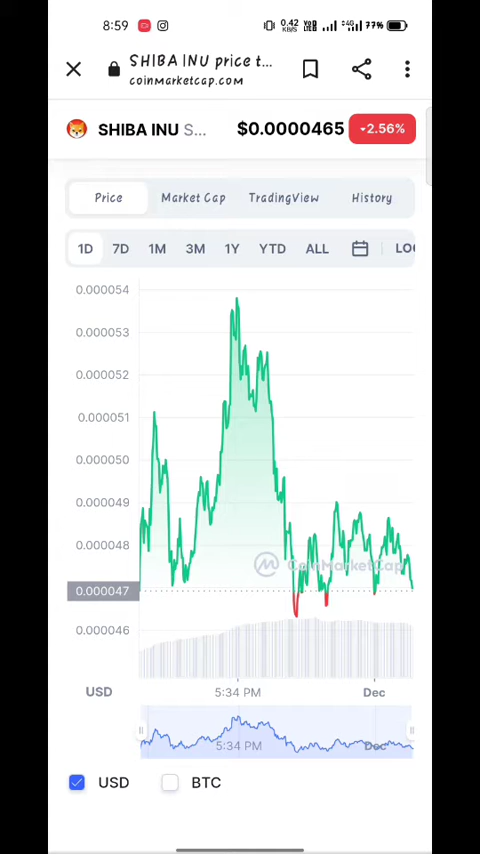 8:59 0.42 KB/S Vo9 LTE 4G 77%
SHIBA INU price t...
coinmarketcap.com
SHIBA INU S... $0.0000465 2.56%
Price Market Cap TradingView History
1D 7D 1M 3M 1Y YTD ALL LO
0.000054
0.000053
0.000052
0.000051
0.000050
0.000049
0.000048
CoinMarketCap
0.000047
0.000046
USD 5:34 PM Dec
5:34 PM Dec
USD BTC